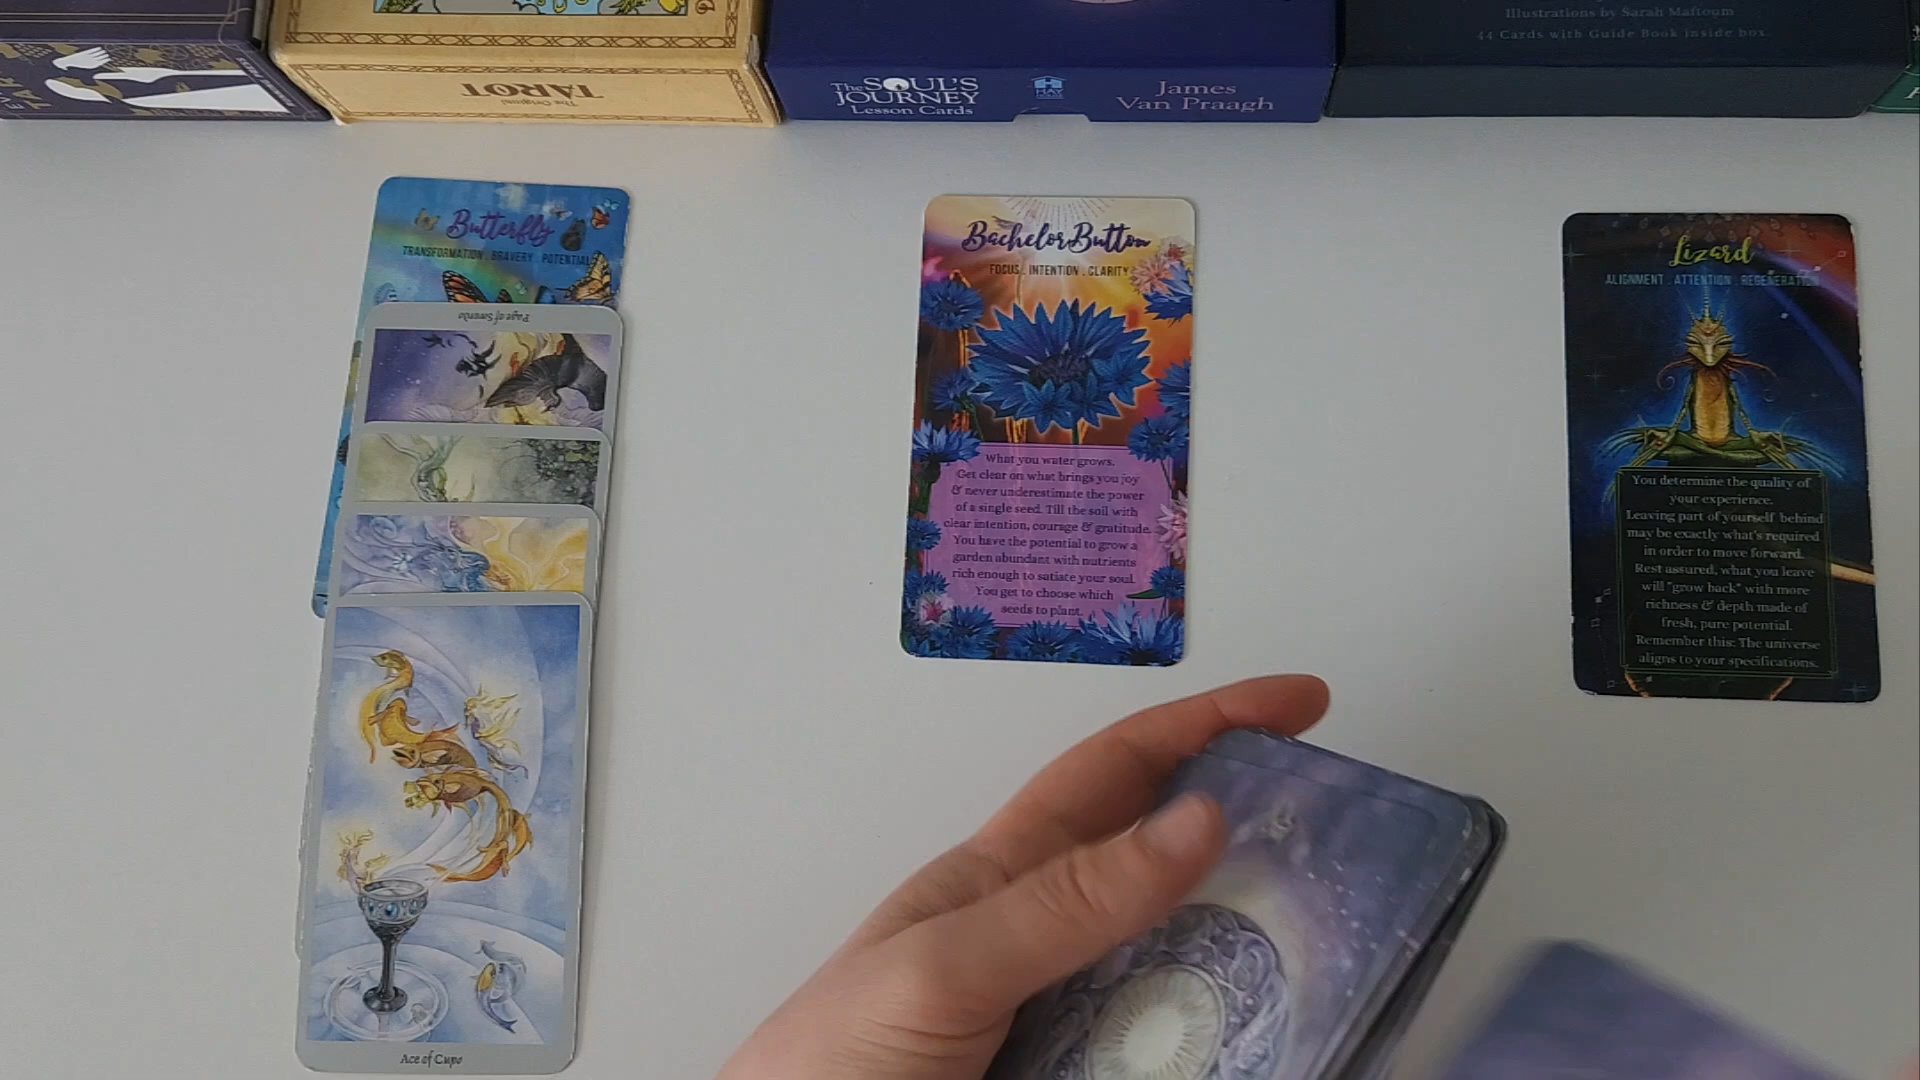 Illustrations by Sarah Maftoum
44 Cards with Guide Book inside box.
TAROT
The Original
TAROT
The SOUL'S
JOURNEY
Lesson Cards
HAY
HOUSE
James
Van Praagh
Butterfly
TRANSFORMATION . BRAVERY . POTENTIAL
Page of Swords
Ace of Cups
Bachelor Button
FOCUS . INTENTION . CLARITY
What you water grows.
Get clear on what brings you joy
& never underestimate the power
of a single seed. Till the soil with
clear intention, courage & gratitude.
You have the potential to grow a
garden abundant with nutrients
rich enough to satiate your soul.
You get to choose which
seeds to plant.
Lizard
ALIGNMENT . ATTENTION . REGENERATION
You determine the quality of
your experience.
Leaving part of yourself behind
may be exactly what's required
in order to move forward.
Rest assured, what you leave
will "grow back" with more
richness & depth made of
fresh, pure potential.
Remember this: The universe
aligns to your specifications.